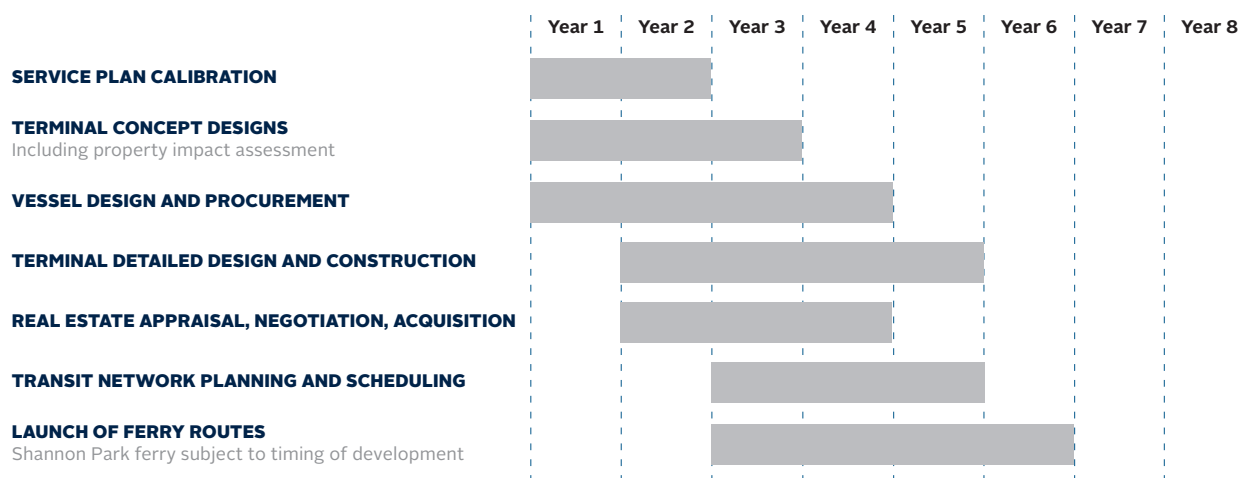 Year 1 Year 2 Year 3 Year 4 Year 5 Year 6 Year 7 Year 8
SERVICE PLAN CALIBRATION
TERMINAL CONCEPT DESIGNS
Including property impact assessment
VESSEL DESIGN AND PROCUREMENT
TERMINAL DETAILED DESIGN AND CONSTRUCTION
REAL ESTATE APPRAISAL, NEGOTIATION, ACQUISITION
TRANSIT NETWORK PLANNING AND SCHEDULING
LAUNCH OF FERRY ROUTES
Shannon Park ferry subject to timing of development